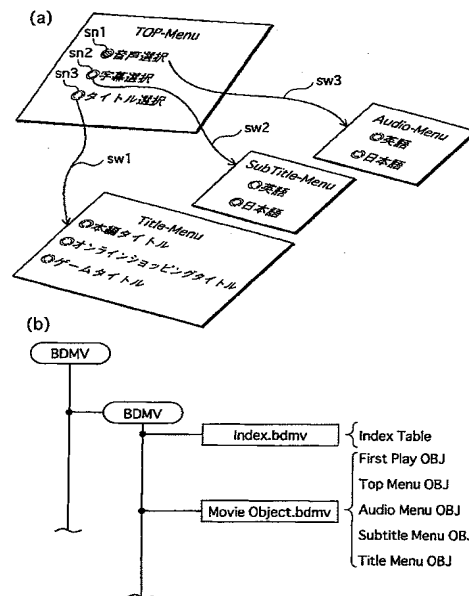 (a)
TOP-Menu
sn1
音声選択
sn2
字幕選択
sn3
タイトル選択
sw3
sw2
sw1
Audio-Menu
英語
日本語
SubTitle-Menu
英語
日本語
Title-Menu
本編タイトル
オンラインショッピングタイトル
ゲームタイトル
(b)
BDMV
BDMV
Index.bdmv
Index Table
Movie Object.bdmv
First Play OBJ
Top Menu OBJ
Audio Menu OBJ
Subtitle Menu OBJ
Title Menu OBJ